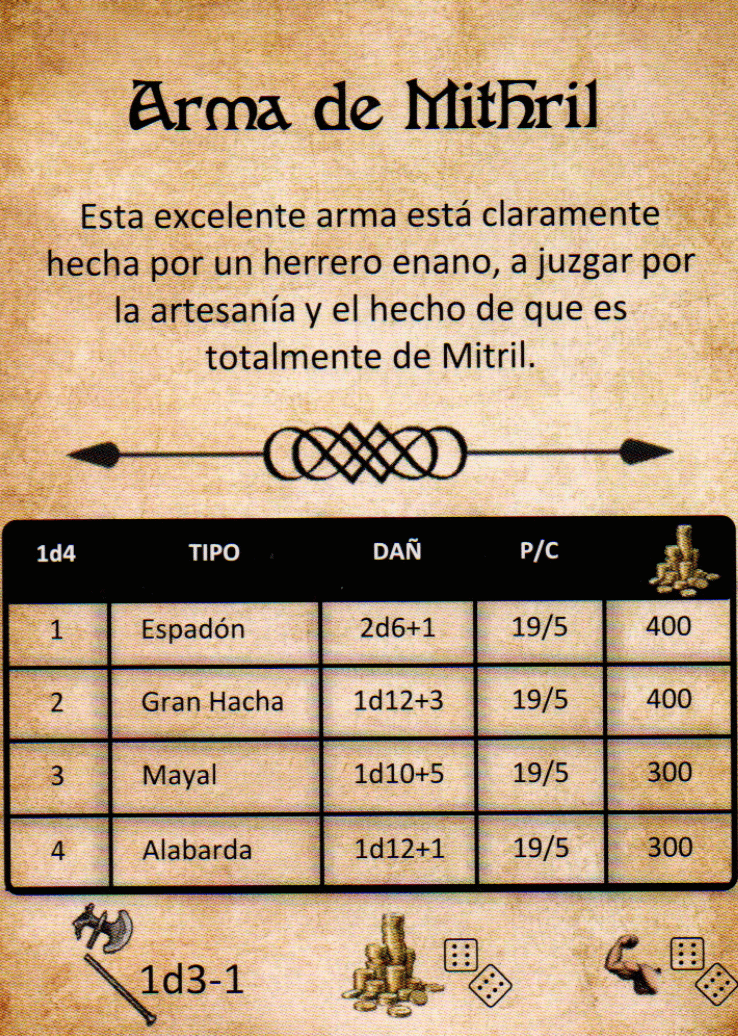 Arma de Mithril
Esta excelente arma está claramente
hecha por un herrero enano, a juzgar por
la artesanía y el hecho de que es
totalmente de Mitril.
1d4 TIPO DAÑ P/C
1 Espadón 2d6+1 19/5 400
2 Gran Hacha 1d12+3 19/5 400
3 Mayal 1d10+5 19/5 300
4 Alabarda 1d12+1 19/5 300
1d3-1